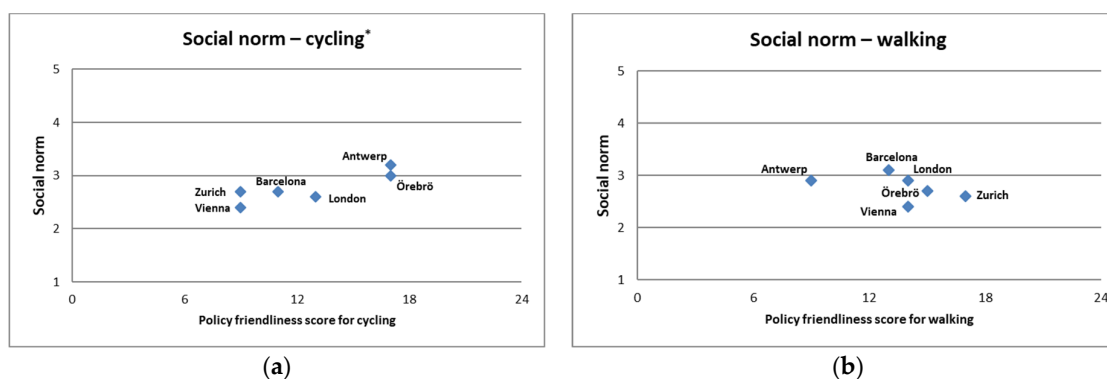 Social norm – cycling*
5
4
3
2
1
0
6
12
18
24
Social norm
Policy friendliness score for cycling
Antwerp
Örebrö
Zurich
Barcelona
London
Vienna
(a)
Social norm – walking
5
4
3
2
1
0
6
12
18
24
Social norm
Policy friendliness score for walking
Barcelona
Antwerp
London
Örebrö
Zurich
Vienna
(b)